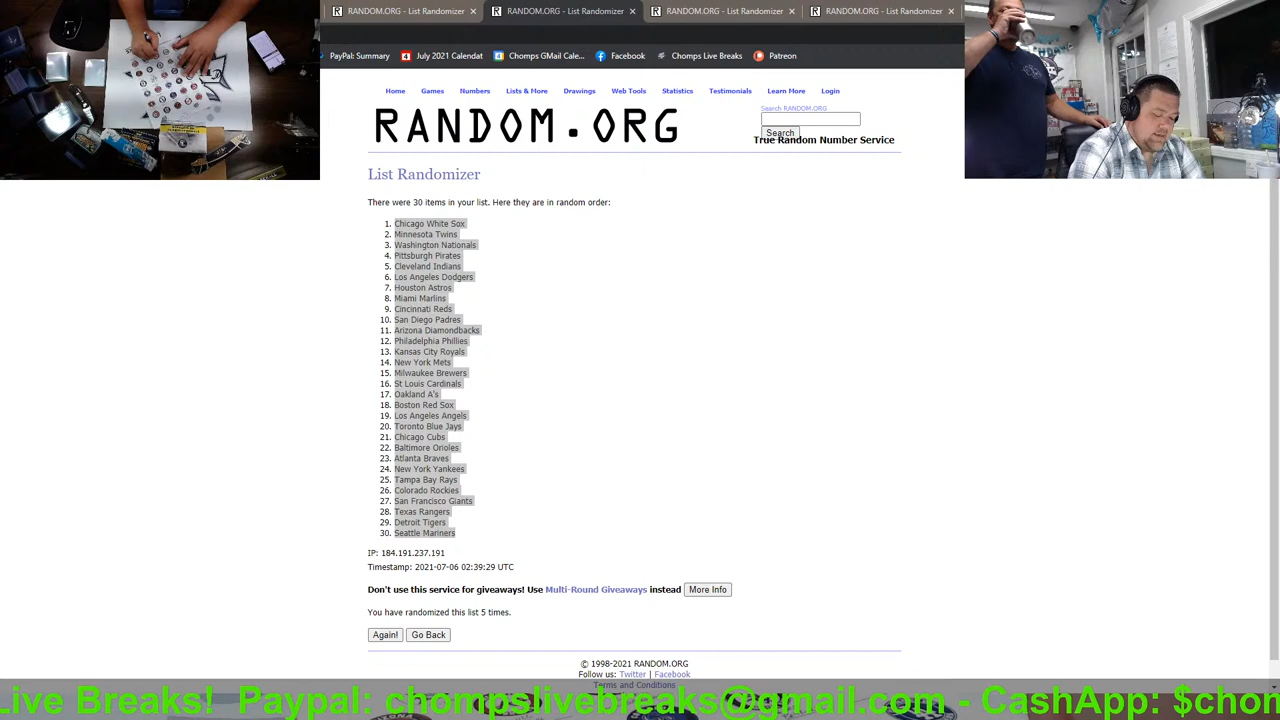 RANDOM.ORG - List Randomizer
RANDOM.ORG - List Randomizer
RANDOM.ORG - List Randomizer
RANDOM.ORG - List Randomizer
PayPal: Summary
July 2021 Calendat
Chomps GMail Cale...
Facebook
Chomps Live Breaks
Patreon
Home Games Numbers Lists & More Drawings Web Tools Statistics Testimonials Learn More Login
RANDOM.ORG
Search RANDOM.ORG
Search
True Random Number Service
List Randomizer
There were 30 items in your list. Here they are in random order:
1. Chicago White Sox
2. Minnesota Twins
3. Washington Nationals
4. Pittsburgh Pirates
5. Cleveland Indians
6. Los Angeles Dodgers
7. Houston Astros
8. Miami Marlins
9. Cincinnati Reds
10. San Diego Padres
11. Arizona Diamondbacks
12. Philadelphia Phillies
13. Kansas City Royals
14. New York Mets
15. Milwaukee Brewers
16. St Louis Cardinals
17. Oakland A's
18. Boston Red Sox
19. Los Angeles Angels
20. Toronto Blue Jays
21. Chicago Cubs
22. Baltimore Orioles
23. Atlanta Braves
24. New York Yankees
25. Tampa Bay Rays
26. Colorado Rockies
27. San Francisco Giants
28. Texas Rangers
29. Detroit Tigers
30. Seattle Mariners
IP: 184.191.237.191
Timestamp: 2021-07-06 02:39:29 UTC
Don't use this service for giveaways! Use Multi-Round Giveaways instead More Info
You have randomized this list 5 times.
Again! Go Back
© 1998-2021 RANDOM.ORG
Follow us: Twitter | Facebook
Terms and Conditions
ive Breaks! Paypal: chompslivebreaks@gmail.com - CashApp: $chon